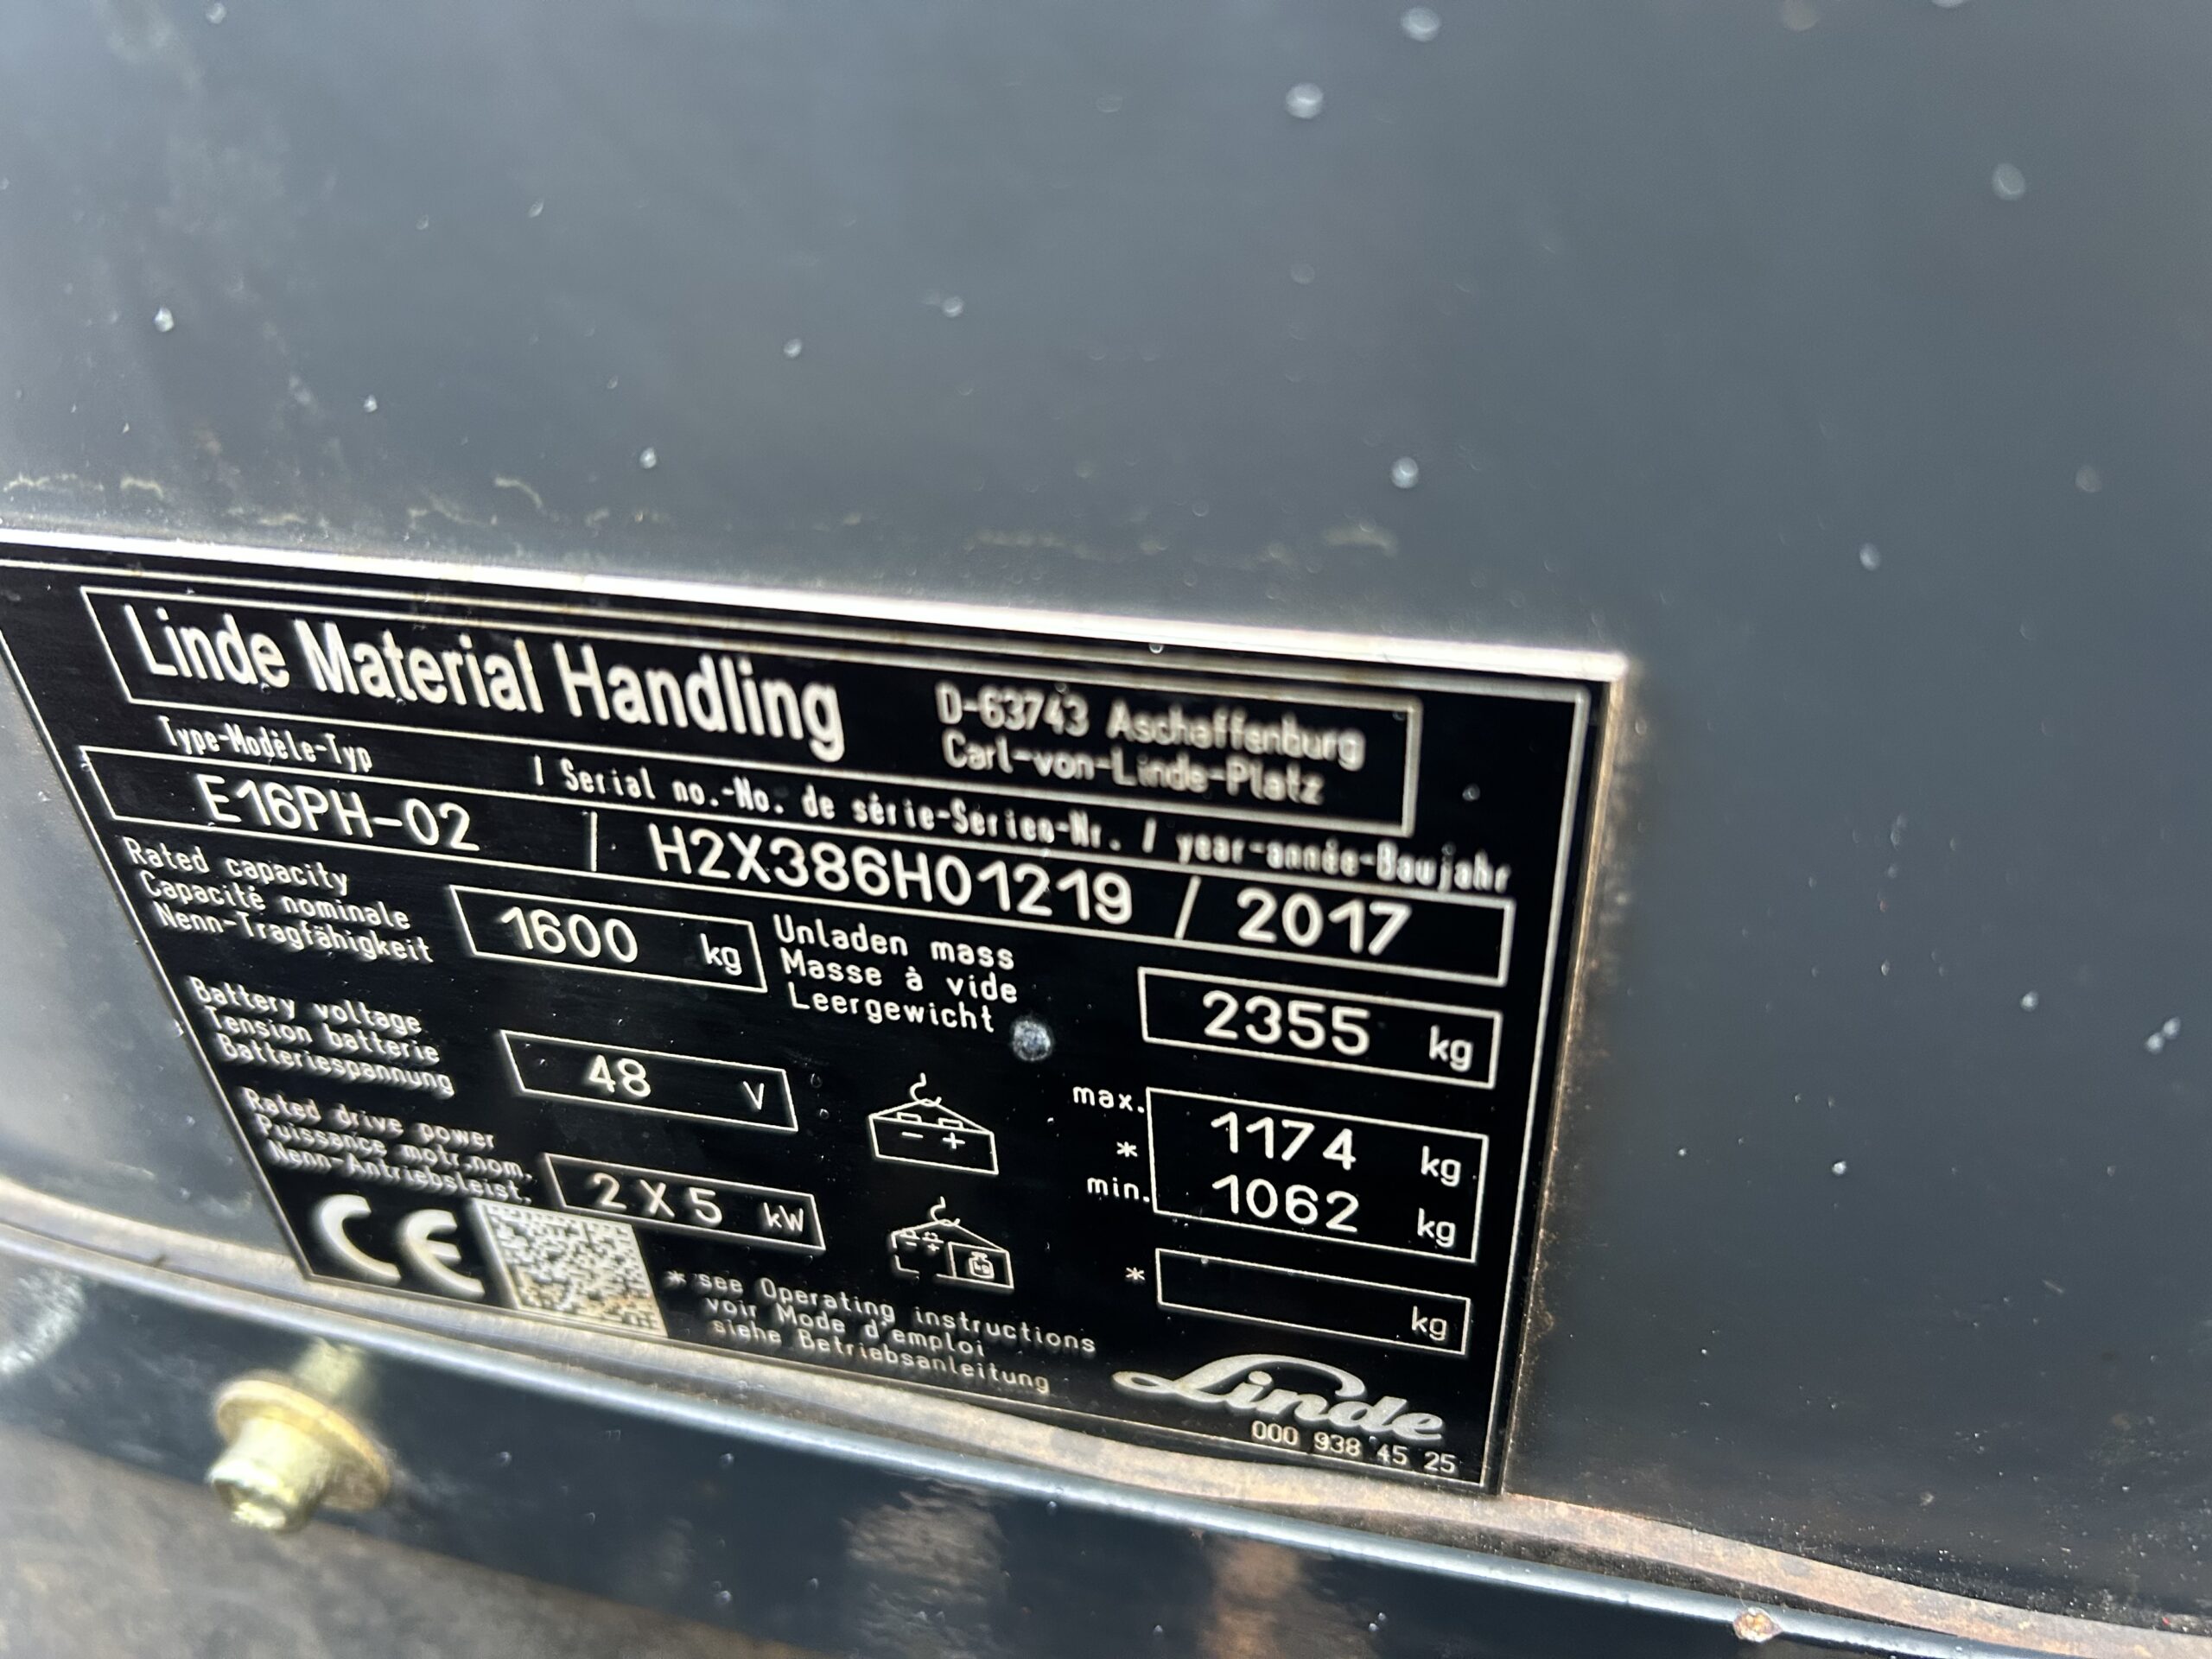 Linde Material Handling
D-63743 Aschaffenburg
Carl-von-Linde-Platz
Type-Modèle-Typ / Serial no.-No. de série-Serien-Nr. / year-année-Baujahr
E16PH-02 / H2X386H01219 / 2017
Rated capacity
Capacité nominale
Nenn-Tragfähigkeit
1600 kg
Unladen mass
Masse à vide
Leergewicht
2355 kg
Battery voltage
Tension batterie
Batteriespannung
48 V
- +
max. 1174 kg
*
min. 1062 kg
Rated drive power
Puissance motr.nom.
Nenn-Antriebsleist.
2 X 5 kW
- +
* kg
CE
* see Operating instructions
voir Mode d'emploi
siehe Betriebsanleitung
Linde
000 938 45 25